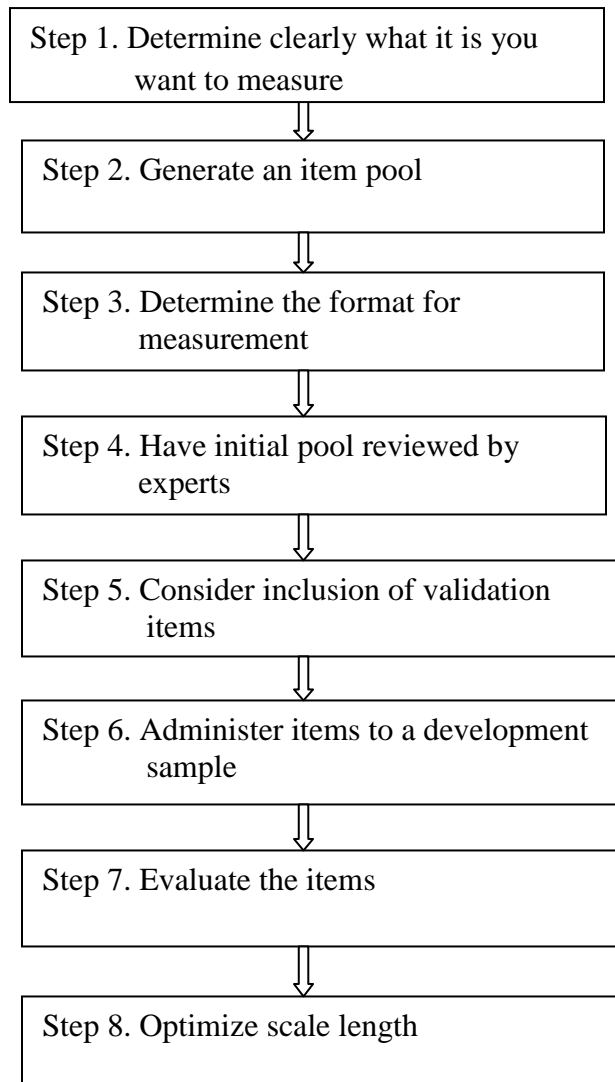 Step 1. Determine clearly what it is you
want to measure
Step 2. Generate an item pool
Step 3. Determine the format for
measurement
Step 4. Have initial pool reviewed by
experts
Step 5. Consider inclusion of validation
items
Step 6. Administer items to a development
sample
Step 7. Evaluate the items
Step 8. Optimize scale length